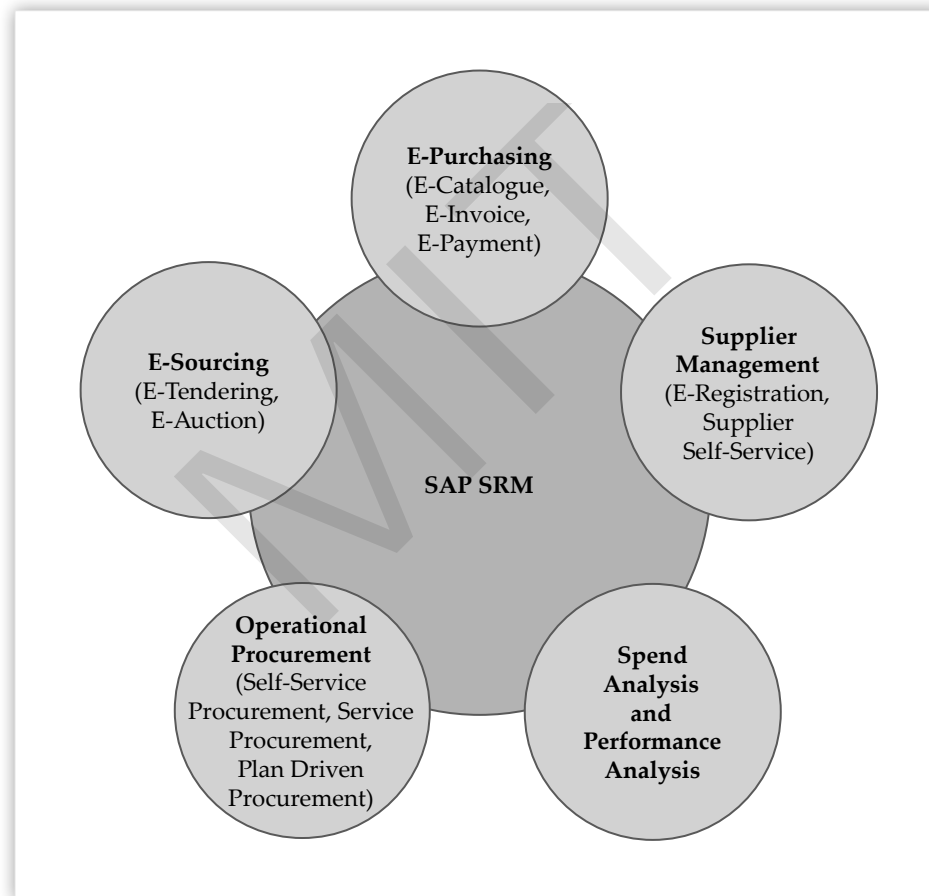 E-Purchasing
(E-Catalogue,
E-Invoice,
E-Payment)
E-Sourcing
(E-Tendering,
E-Auction)
Supplier
Management
(E-Registration,
Supplier
Self-Service)
SAP SRM
Operational
Procurement
(Self-Service
Procurement, Service
Procurement,
Plan Driven
Procurement)
Spend
Analysis
and
Performance
Analysis
MIT